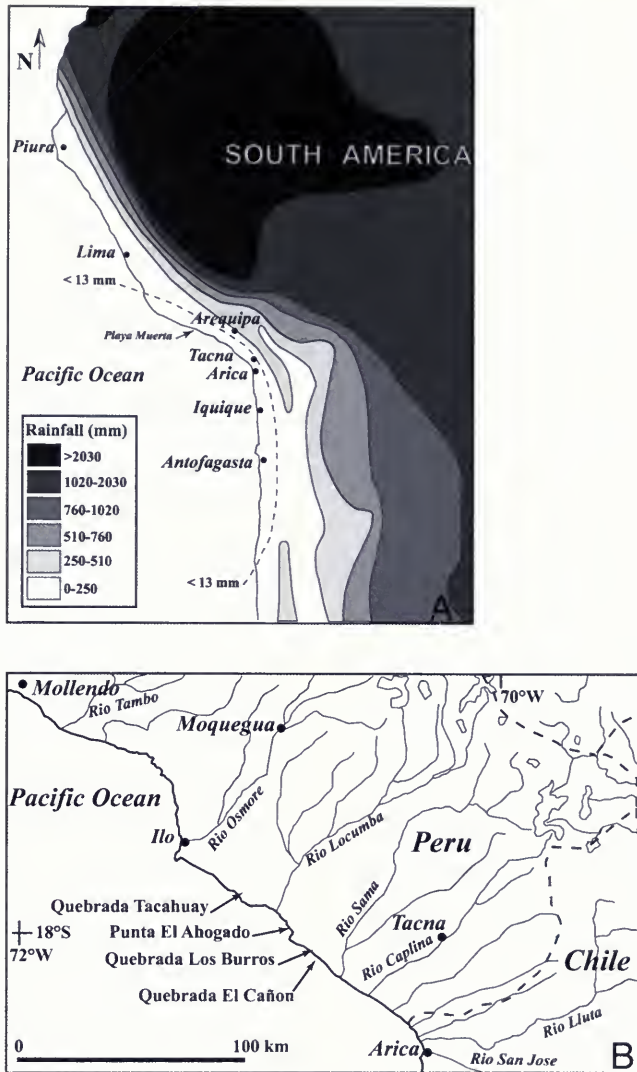 N
Piura
SOUTH AMERICA
Lima
< 13 mm
Arequipa
Playa Muerta
Tacna
Arica
Pacific Ocean
Iquique
Rainfall (mm)
>2030
1020-2030
760-1020
510-760
250-510
0-250
Antofagasta
< 13 mm
A
Mollendo
70°W
Rio Tambo
Moquegua
Pacific Ocean
Rio Osmore
Ilo
Rio Locumba
Peru
Quebrada Tacahuay
Rio Sama
Punta El Ahogado
Tacna
18°S
72°W
Quebrada Los Burros
Rio Caplina
Chile
Quebrada El Cañon
Rio Lluta
0 100 km
Arica
Rio San Jose
B